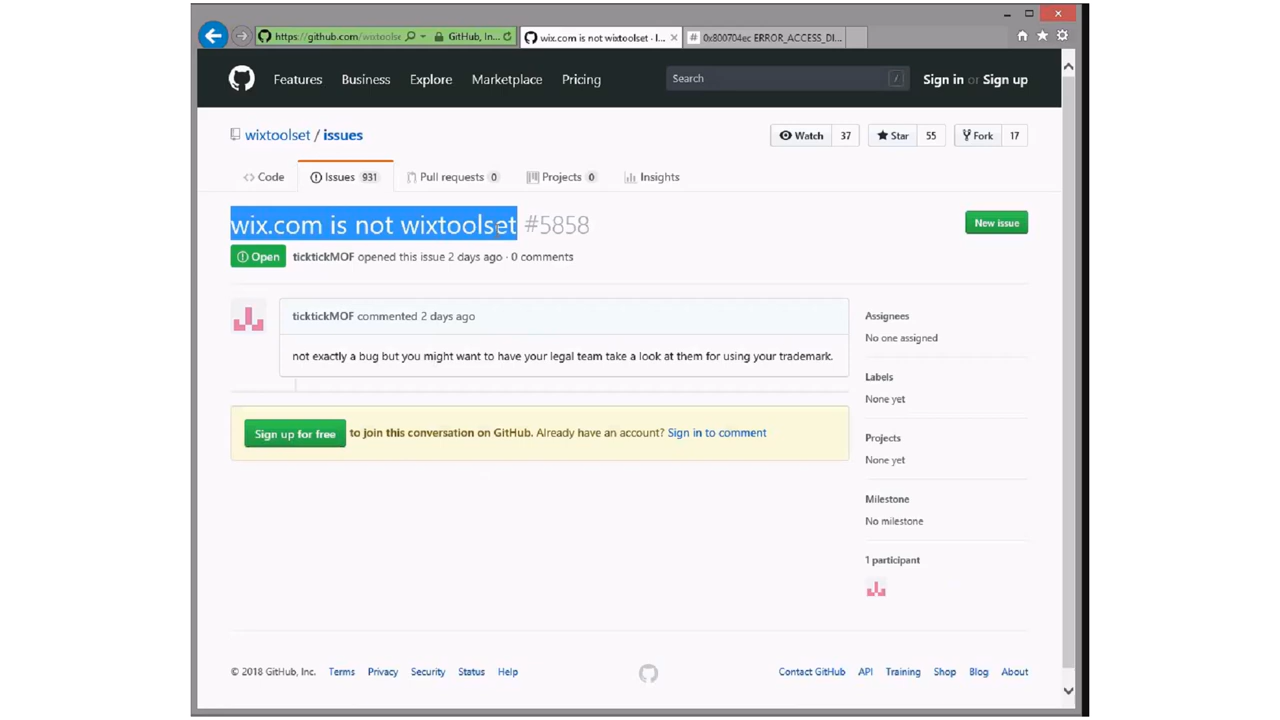 https://github.com/wixtoolse
GitHub, In...
wix.com is not wixtoolset · I...
0x800704ec ERROR_ACCESS_DI...
Features Business Explore Marketplace Pricing Search / Sign in or Sign up
wixtoolset / issues
Watch 37 Star 55 Fork 17
Code Issues 931 Pull requests 0 Projects 0 Insights
wix.com is not wixtoolset #5858
New issue
Open ticktickMOF opened this issue 2 days ago · 0 comments
ticktickMOF commented 2 days ago
not exactly a bug but you might want to have your legal team take a look at them for using your trademark.
Sign up for free to join this conversation on GitHub. Already have an account? Sign in to comment
Assignees
No one assigned
Labels
None yet
Projects
None yet
Milestone
No milestone
1 participant
© 2018 GitHub, Inc. Terms Privacy Security Status Help
Contact GitHub API Training Shop Blog About